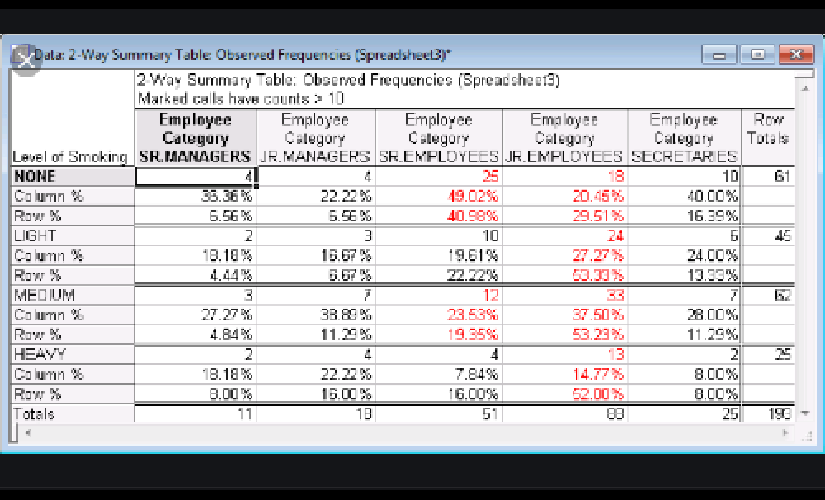 Data: 2-Way Summary Table: Observed Frequencies (Spreadsheet3)*
2-Way Summary Table: Observed Frequencies (Spreadsheet3)
Marked cells have counts > 10
Level of Smoking Employee Category SR.MANAGERS Employee Category JR.MANAGERS Employee Category SR.EMPLOYEES Employee Category JR.EMPLOYEES Employee Category SECRETARIES Row Totals
NONE 4 4 25 18 10 61
Column % 36.36% 22.22% 49.02% 20.45% 40.00%
Row % 6.56% 6.56% 40.98% 29.51% 16.39%
LIGHT 2 3 10 24 6 45
Column % 18.18% 16.67% 19.61% 27.27% 24.00%
Row % 4.44% 6.67% 22.22% 53.33% 13.33%
MEDIUM 3 7 12 33 7 62
Column % 27.27% 38.89% 23.53% 37.50% 28.00%
Row % 4.84% 11.29% 19.35% 53.23% 11.29%
HEAVY 2 4 4 13 2 25
Column % 18.18% 22.22% 7.84% 14.77% 8.00%
Row % 8.00% 16.00% 16.00% 52.00% 8.00%
Totals 11 18 51 88 25 193